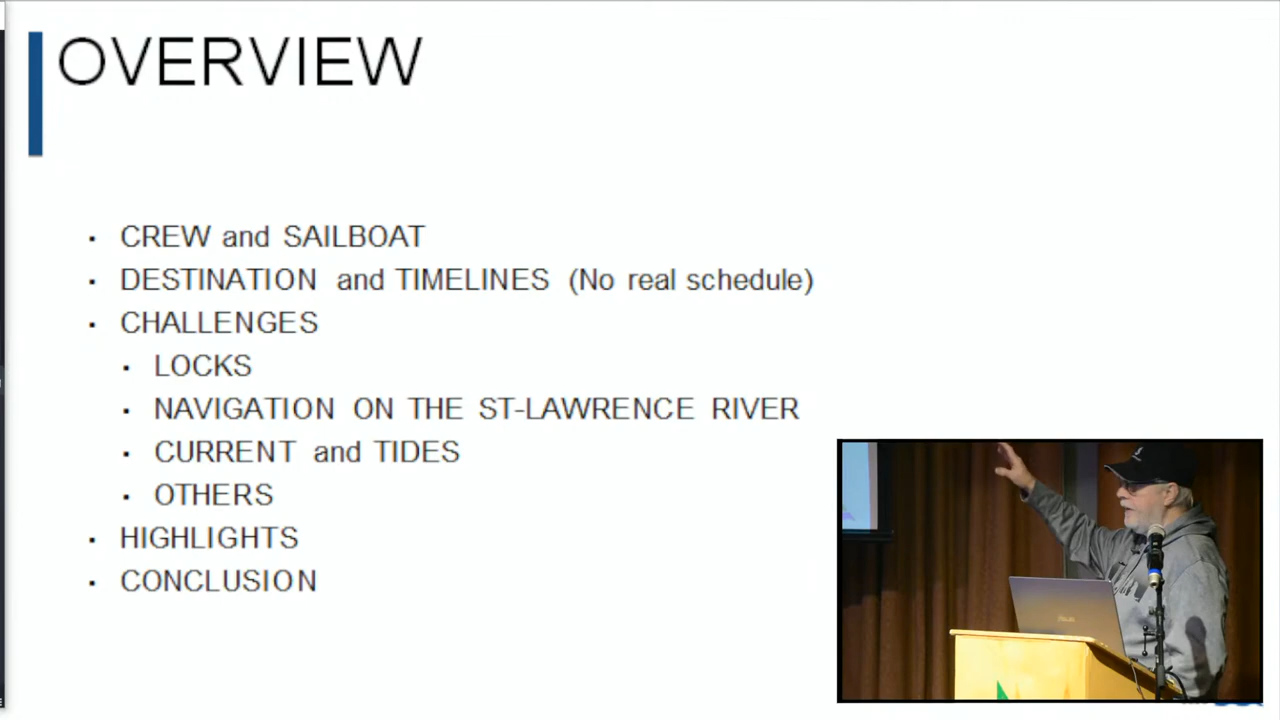 OVERVIEW
· CREW and SAILBOAT
· DESTINATION and TIMELINES (No real schedule)
· CHALLENGES
· LOCKS
· NAVIGATION ON THE ST-LAWRENCE RIVER
· CURRENT and TIDES
· OTHERS
· HIGHLIGHTS
· CONCLUSION